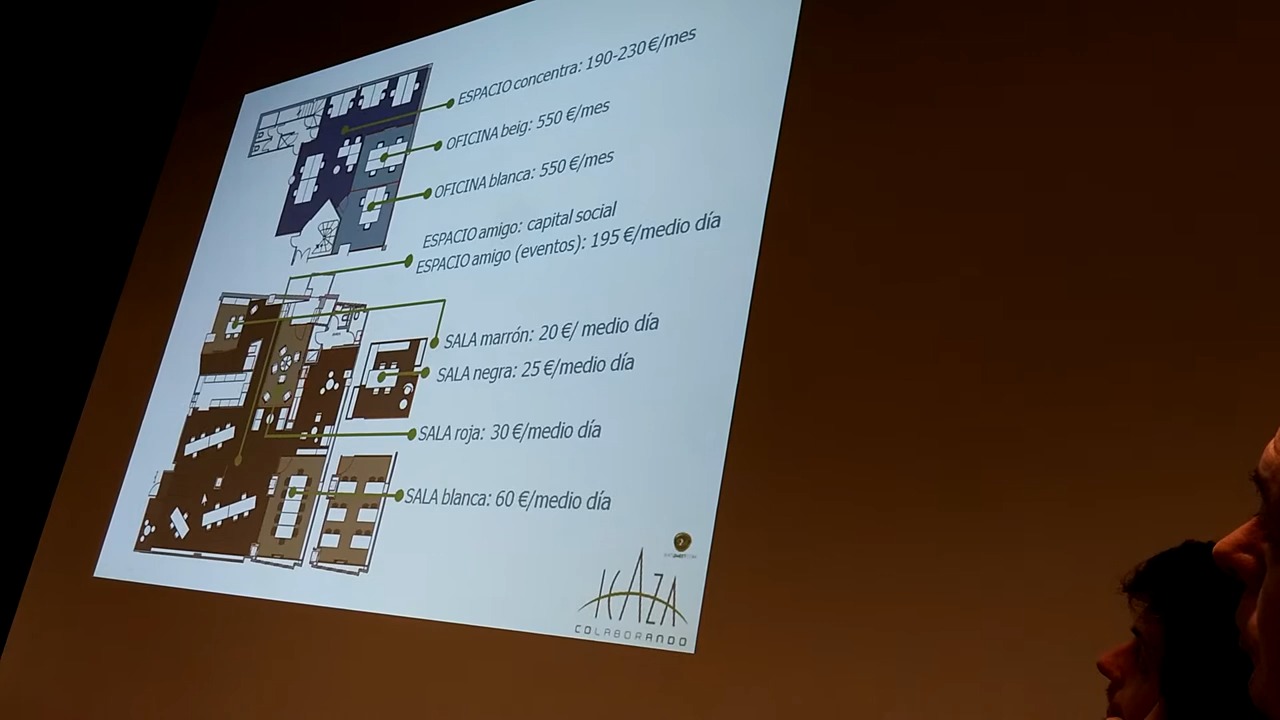 ESPACIO concentra: 190-230 €/mes
OFICINA beig: 550 €/mes
OFICINA blanca: 550 €/mes
ESPACIO amigo: capital social
ESPACIO amigo (eventos): 195 €/medio día
SALA marrón: 20 €/ medio día
SALA negra: 25 €/medio día
SALA roja: 30 €/medio día
SALA blanca: 60 €/medio día
ICAZA
COLABORANDO